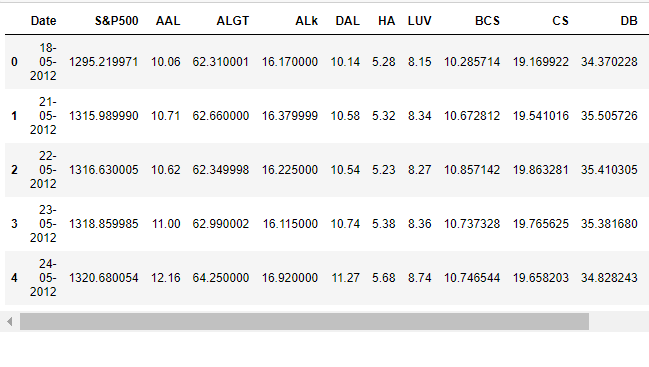 Date S&P500 AAL ALGT ALk DAL HA LUV BCS CS DB
0 18-05-2012 1295.219971 10.06 62.310001 16.170000 10.14 5.28 8.15 10.285714 19.169922 34.370228
1 21-05-2012 1315.989990 10.71 62.660000 16.379999 10.58 5.32 8.34 10.672812 19.541016 35.505726
2 22-05-2012 1316.630005 10.62 62.349998 16.225000 10.54 5.23 8.27 10.857142 19.863281 35.410305
3 23-05-2012 1318.859985 11.00 62.990002 16.115000 10.74 5.38 8.36 10.737328 19.765625 35.381680
4 24-05-2012 1320.680054 12.16 64.250000 16.920000 11.27 5.68 8.74 10.746544 19.658203 34.828243